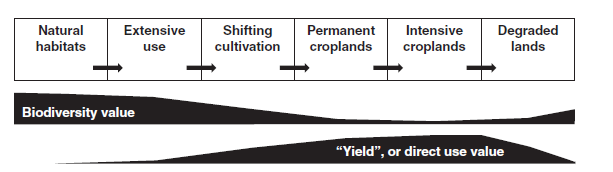 Natural habitats
Extensive use
Shifting cultivation
Permanent croplands
Intensive croplands
Degraded lands
Biodiversity value
“Yield”, or direct use value